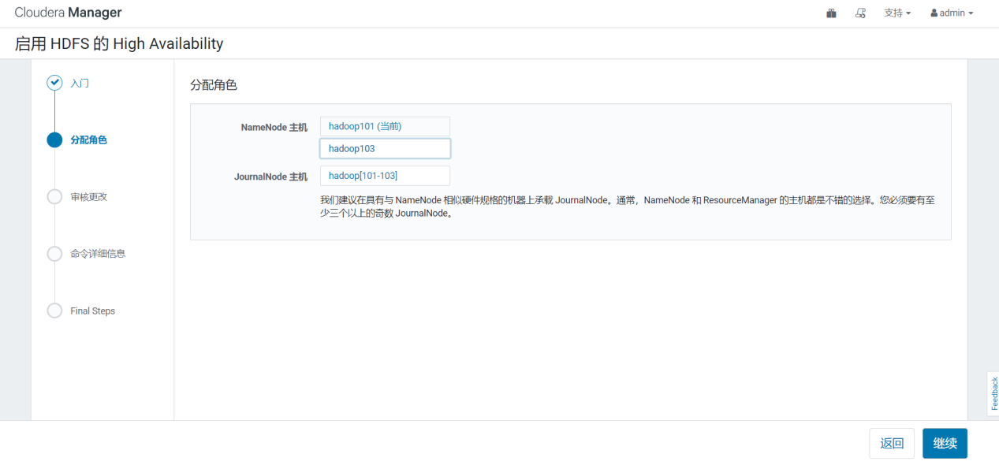 Cloudera Manager
支持
admin
启用 HDFS 的 High Availability
入门
分配角色
审核更改
命令详细信息
Final Steps
分配角色
NameNode 主机
hadoop101 (当前)
hadoop103
JournalNode 主机
hadoop[101-103]
我们建议在具有与 NameNode 相似硬件规格的机器上承载 JournalNode。通常，NameNode 和 ResourceManager 的主机都是不错的选择。您必须要有至
少三个以上的奇数 JournalNode。
Feedback
返回
继续